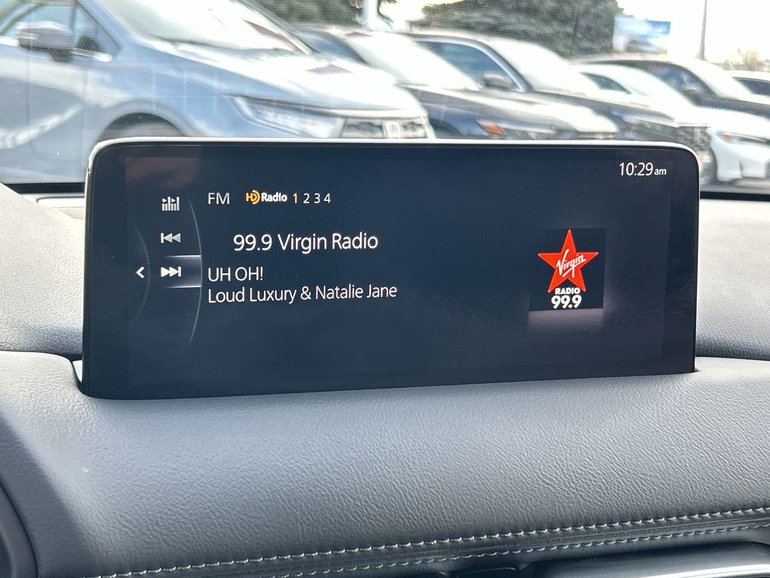 10:29 am
FM HD Radio 1 2 3 4
99.9 Virgin Radio
UH OH!
Loud Luxury & Natalie Jane
Virgin
RADIO
99.9